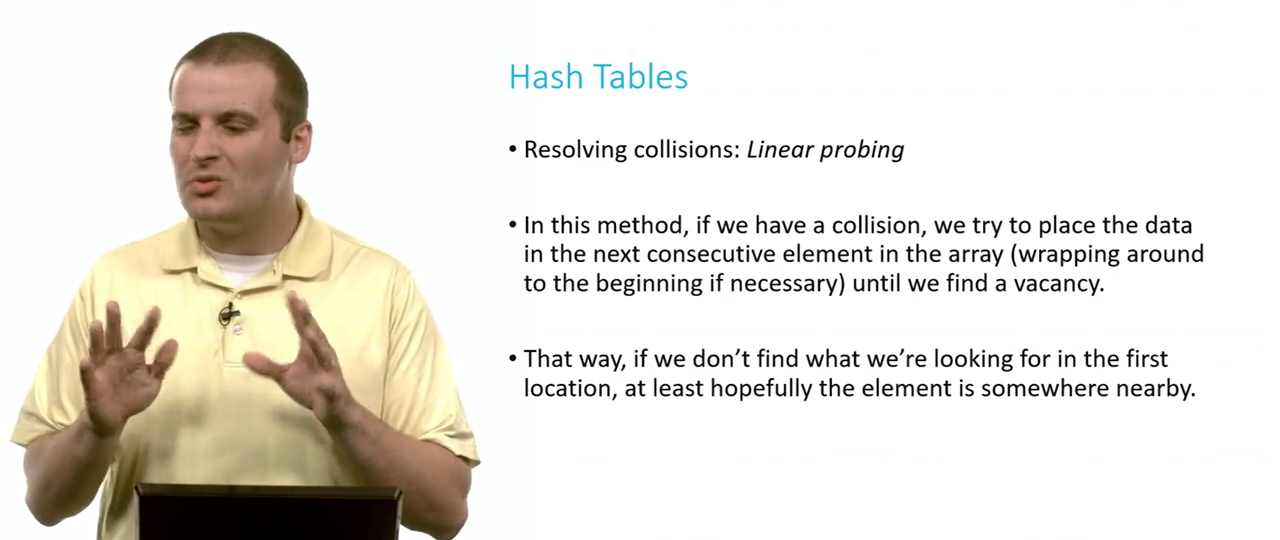 Hash Tables
• Resolving collisions: Linear probing
• In this method, if we have a collision, we try to place the data
in the next consecutive element in the array (wrapping around
to the beginning if necessary) until we find a vacancy.
• That way, if we don’t find what we’re looking for in the first
location, at least hopefully the element is somewhere nearby.